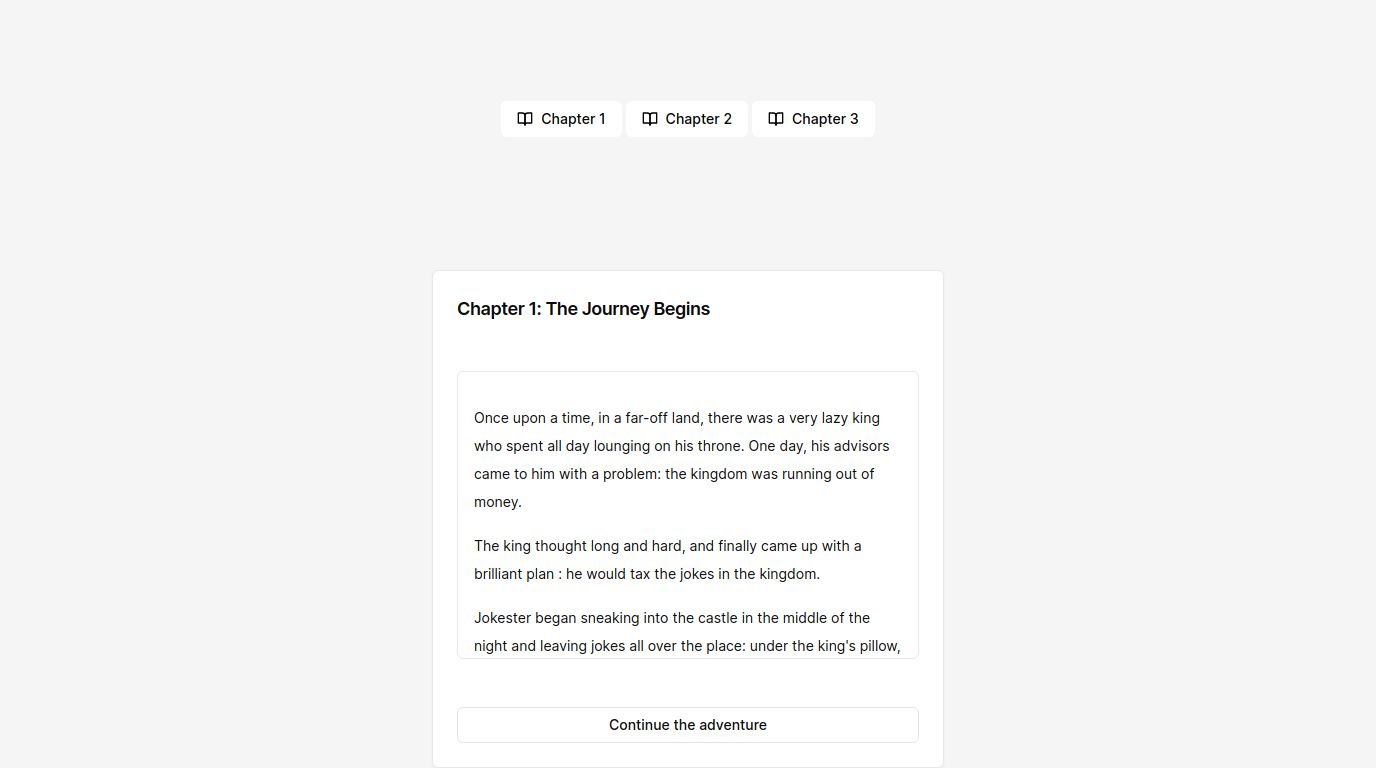 Chapter 1
Chapter 2
Chapter 3
Chapter 1: The Journey Begins
Once upon a time, in a far-off land, there was a very lazy king
who spent all day lounging on his throne. One day, his advisors
came to him with a problem: the kingdom was running out of
money.
The king thought long and hard, and finally came up with a
brilliant plan : he would tax the jokes in the kingdom.
Jokester began sneaking into the castle in the middle of the
night and leaving jokes all over the place: under the king's pillow,
Continue the adventure